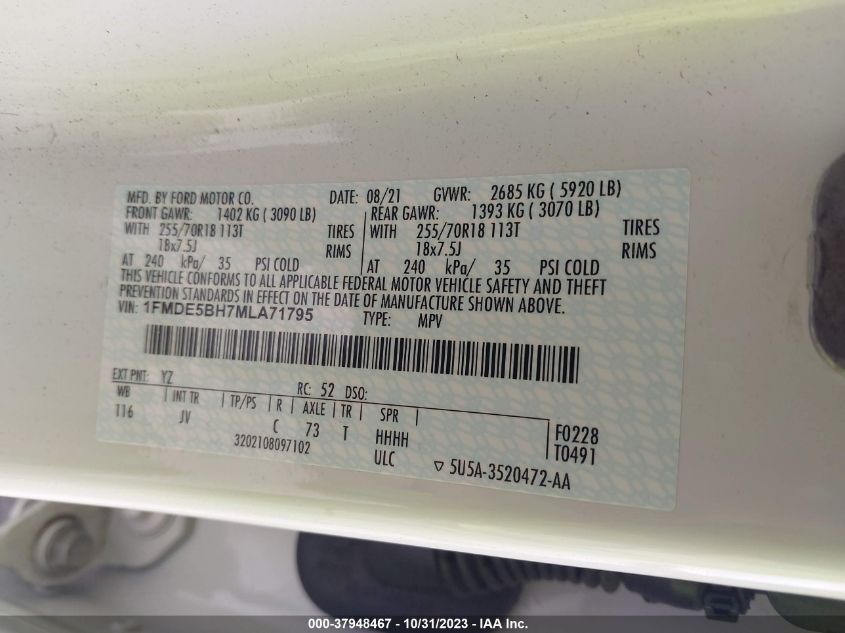 MFD. BY FORD MOTOR CO. DATE: 08/21 GVWR: 2685 KG ( 5920 LB)
FRONT GAWR: 1402 KG ( 3090 LB) REAR GAWR: 1393 KG ( 3070 LB)
WITH 255/70R18 113T TIRES WITH 255/70R18 113T TIRES
18x7.5J RIMS 18x7.5J RIMS
AT 240 kPa/ 35 PSI COLD AT 240 kPa/ 35 PSI COLD
THIS VEHICLE CONFORMS TO ALL APPLICABLE FEDERAL MOTOR VEHICLE SAFETY AND THEFT
PREVENTION STANDARDS IN EFFECT ON THE DATE OF MANUFACTURE SHOWN ABOVE.
VIN: 1FMDE5BH7MLA71795 TYPE: MPV
EXT PNT: YZ RC: 52 DSO:
WB INT TR TP/PS R AXLE TR SPR
116 JV C 73 T HHHH F0228
3202108097102 ULC T0491
▽ 5U5A-3520472-AA
000-37948467 - 10/31/2023 - IAA Inc.